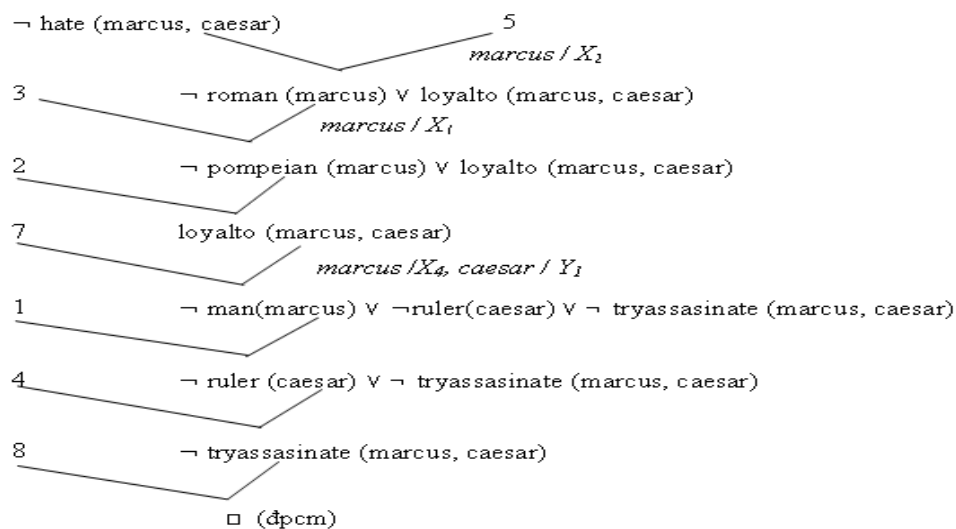 ¬ hate (marcus, caesar) 5
marcus / X₂
3 ¬ roman (marcus) V loyalto (marcus, caesar)
marcus / X₁
2 ¬ pompeian (marcus) V loyalto (marcus, caesar)
7 loyalto (marcus, caesar)
marcus /X₄, caesar / Y₁
1 ¬ man(marcus) V ¬ruler(caesar) V ¬ tryassasinate (marcus, caesar)
4 ¬ ruler (caesar) V ¬ tryassasinate (marcus, caesar)
8 ¬ tryassasinate (marcus, caesar)
□ (đpcm)